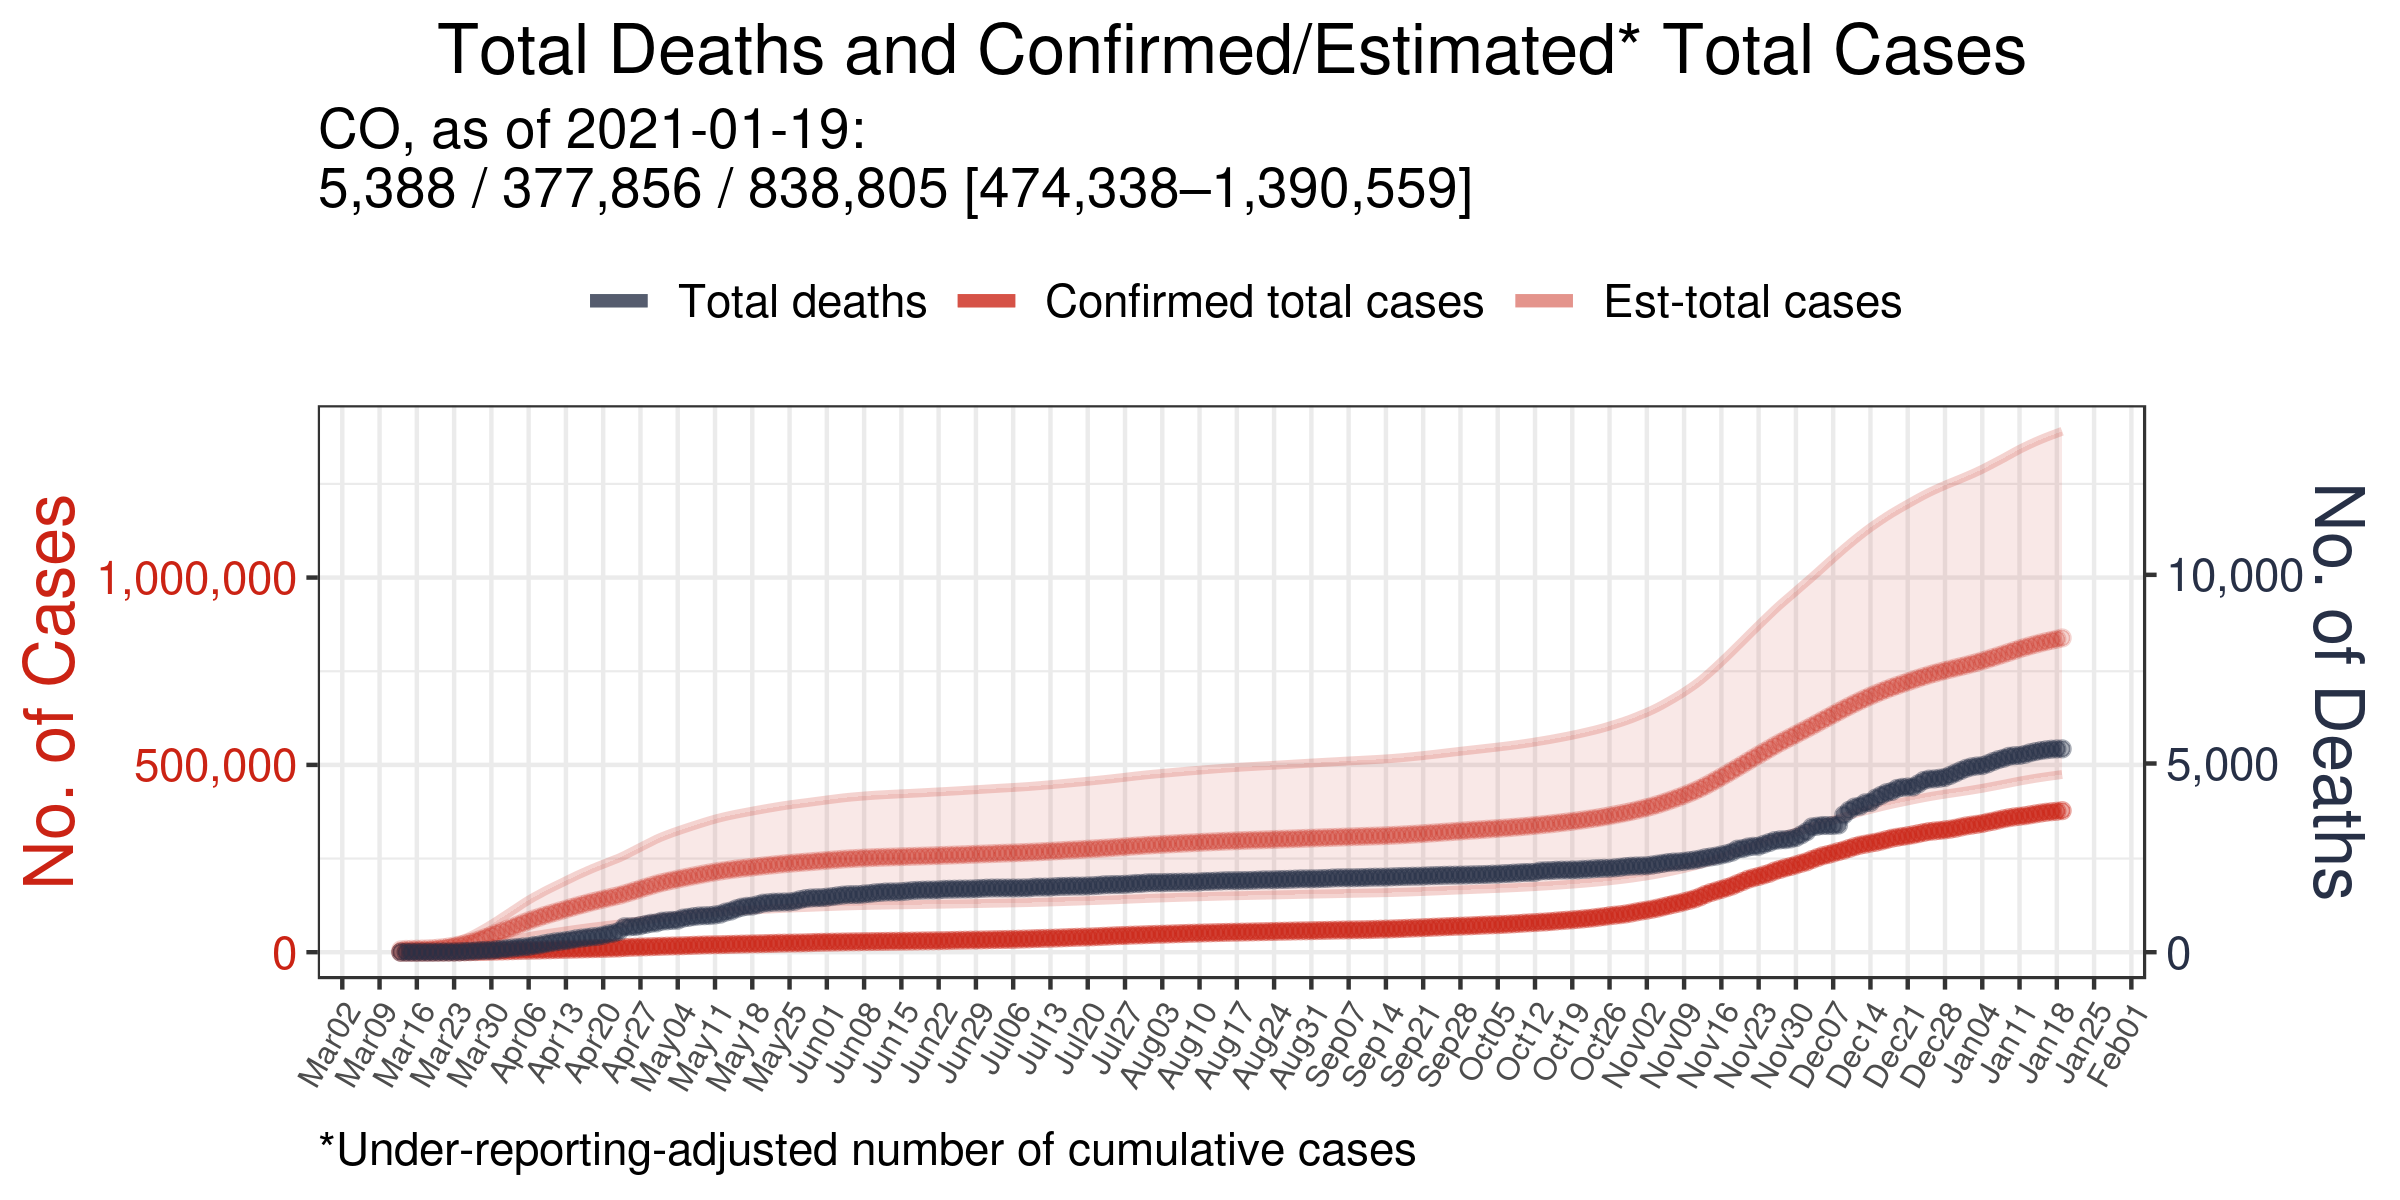 Total Deaths and Confirmed/Estimated* Total Cases
CO, as of 2021-01-19:
5,388 / 377,856 / 838,805 [474,338–1,390,559]
Total deaths
Confirmed total cases
Est-total cases
No. of Cases
1,000,000
500,000
0
10,000
5,000
0
No. of Deaths
Mar02
Mar09
Mar16
Mar23
Mar30
Apr06
Apr13
Apr20
Apr27
May04
May11
May18
May25
Jun01
Jun08
Jun15
Jun22
Jun29
Jul06
Jul13
Jul20
Jul27
Aug03
Aug10
Aug17
Aug24
Aug31
Sep07
Sep14
Sep21
Sep28
Oct05
Oct12
Oct19
Oct26
Nov02
Nov09
Nov16
Nov23
Nov30
Dec07
Dec14
Dec21
Dec28
Jan04
Jan11
Jan18
Jan25
Feb01
*Under-reporting-adjusted number of cumulative cases